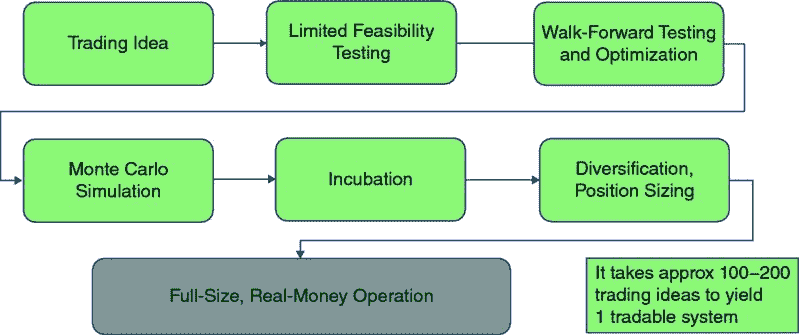 Trading Idea
Limited Feasibility
Testing
Walk-Forward Testing
and Optimization
Monte Carlo
Simulation
Incubation
Diversification,
Position Sizing
Full-Size, Real-Money Operation
It takes approx 100–200
trading ideas to yield
1 tradable system